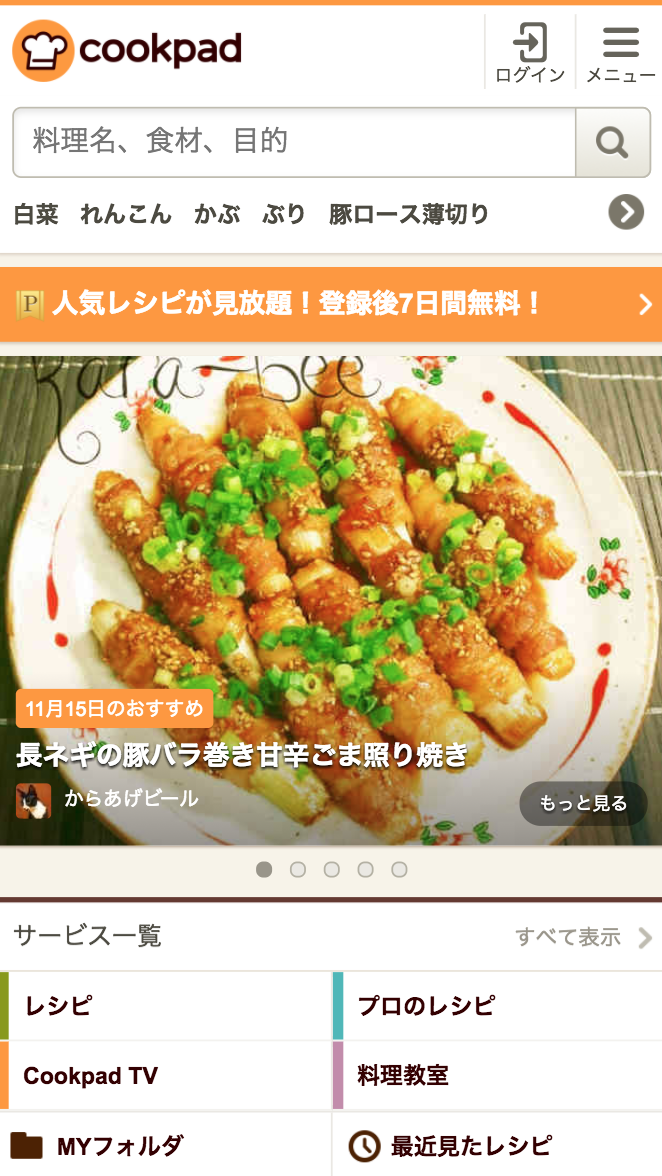 cookpad
ログイン
メニュー
料理名、食材、目的
白菜 れんこん かぶ ぶり 豚ロース薄切り
P 人気レシピが見放題！登録後7日間無料！
Kara-bee
11月15日のおすすめ
長ネギの豚バラ巻き甘辛ごま照り焼き
からあげビール
もっと見る
サービス一覧
すべて表示
レシピ
プロのレシピ
Cookpad TV
料理教室
MYフォルダ
最近見たレシピ